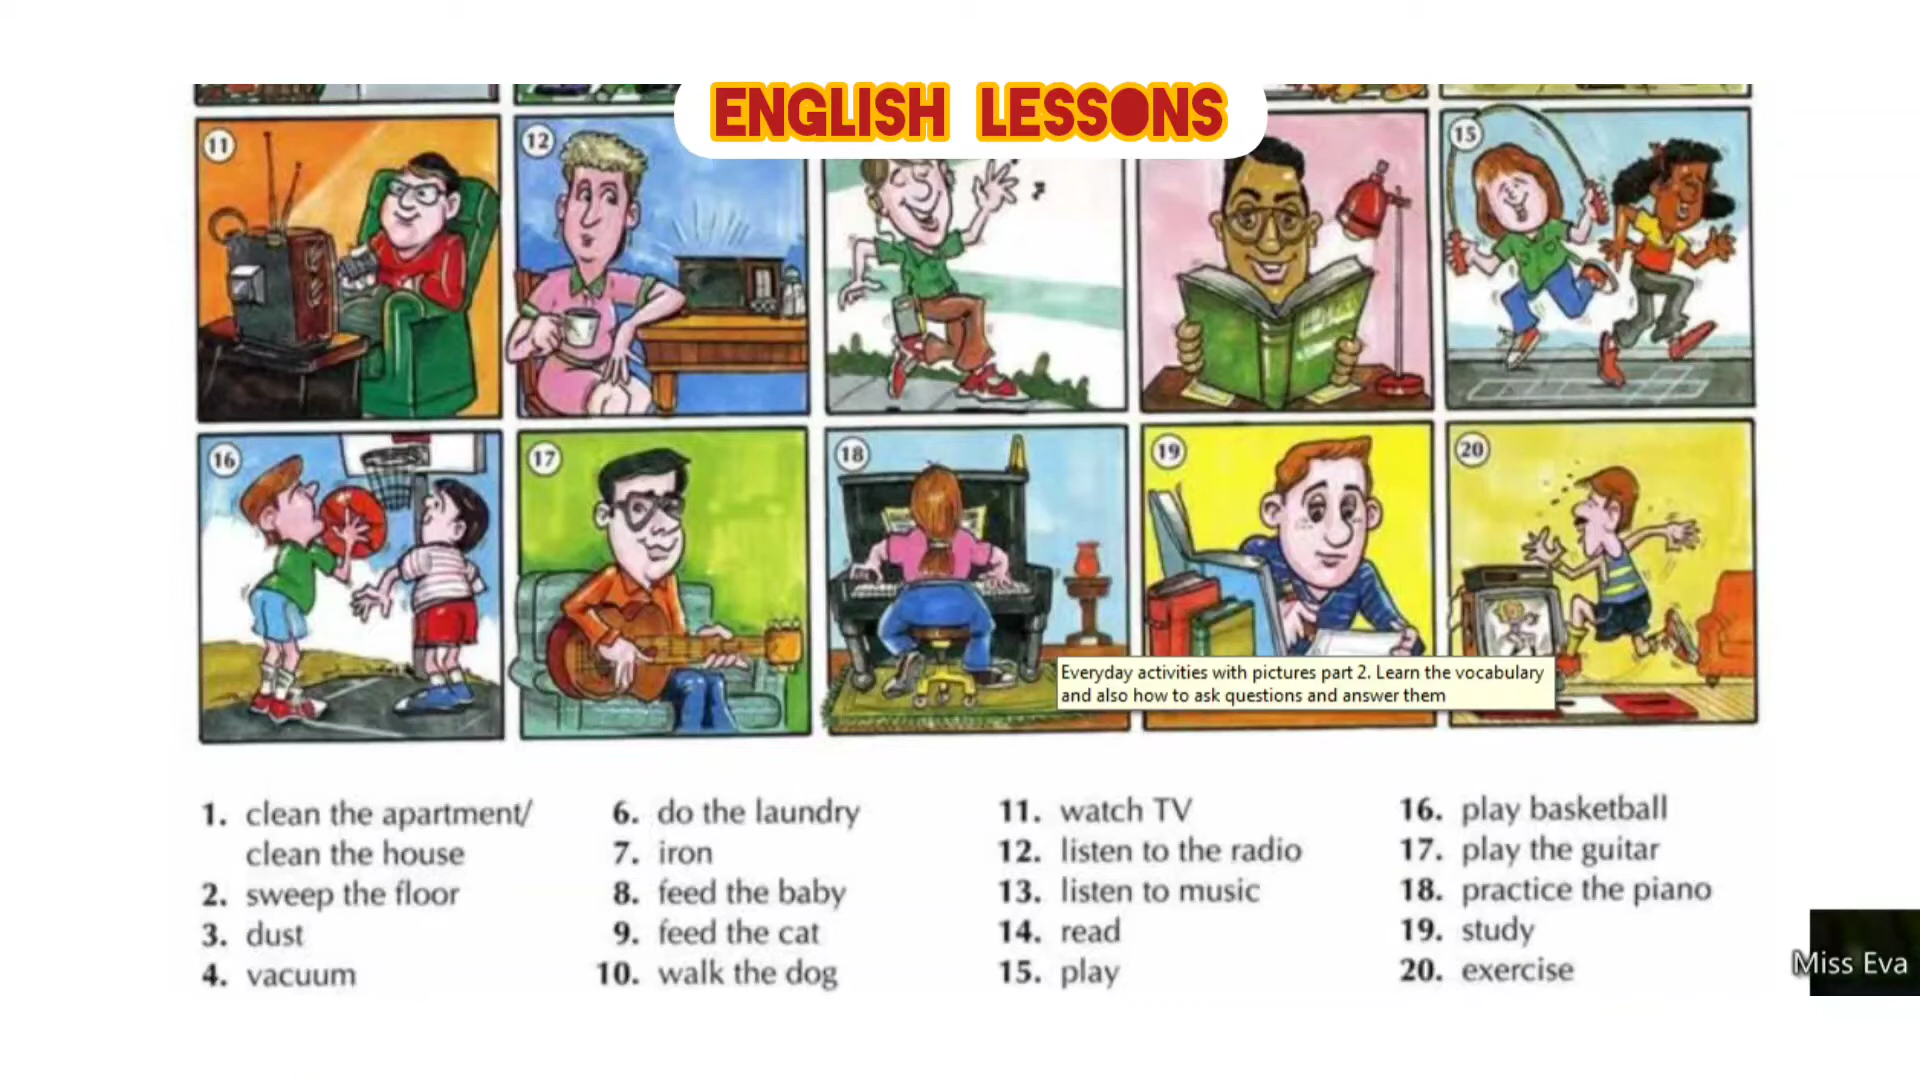 ENGLISH LESSONS
11
12
15
16
17
18
19
20
Everyday activities with pictures part 2. Learn the vocabulary
and also how to ask questions and answer them
1. clean the apartment/
clean the house
2. sweep the floor
3. dust
4. vacuum
6. do the laundry
7. iron
8. feed the baby
9. feed the cat
10. walk the dog
11. watch TV
12. listen to the radio
13. listen to music
14. read
15. play
16. play basketball
17. play the guitar
18. practice the piano
19. study
20. exercise
Miss Eva